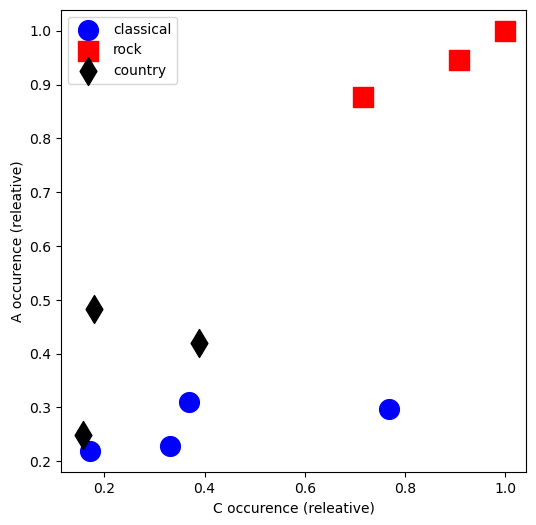 classical
rock
country
1.0
0.9
0.8
0.7
0.6
0.5
0.4
0.3
0.2
A occurence (releative)
0.2 0.4 0.6 0.8 1.0
C occurence (releative)